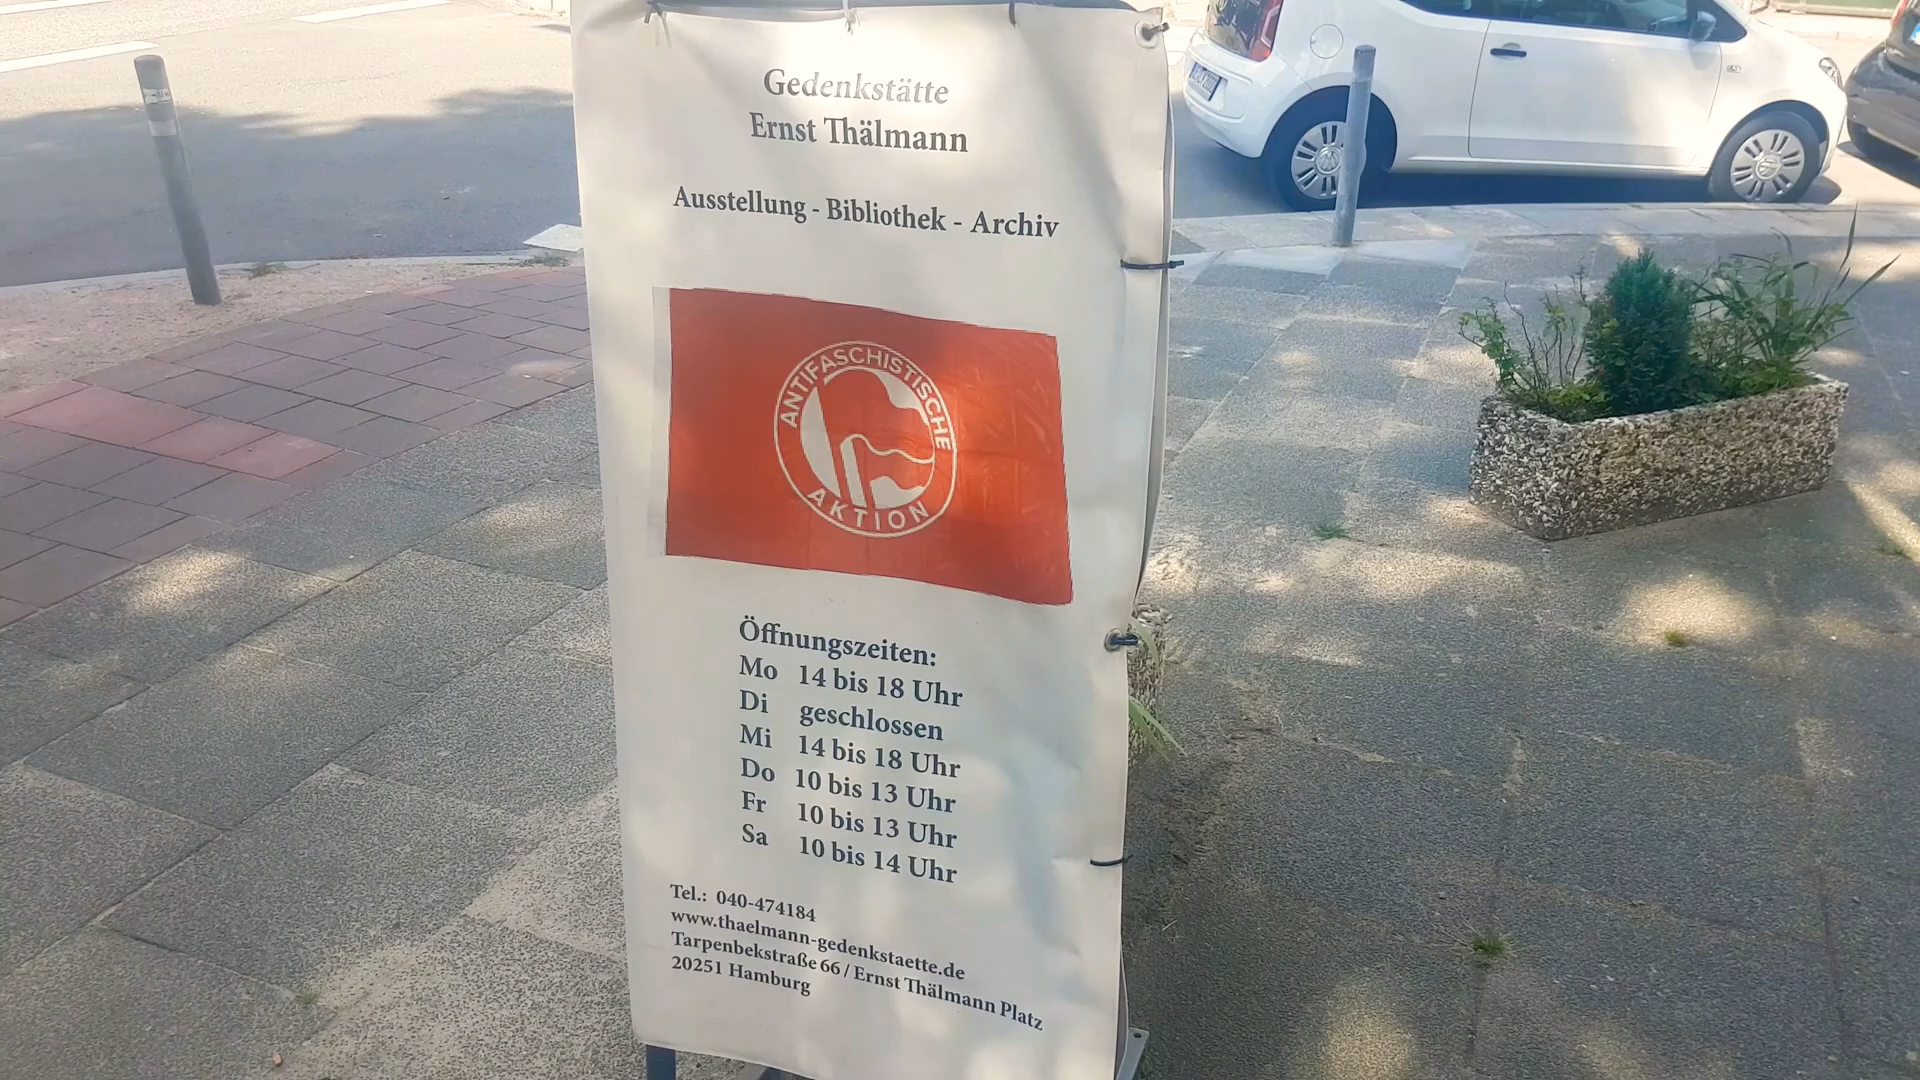 Gedenkstätte
Ernst Thälmann
Ausstellung - Bibliothek - Archiv
ANTIFASCHISTISCHE
AKTION
Öffnungszeiten:
Mo 14 bis 18 Uhr
Di geschlossen
Mi 14 bis 18 Uhr
Do 10 bis 13 Uhr
Fr 10 bis 13 Uhr
Sa 10 bis 14 Uhr
Tel.: 040-474184
www.thaelmann-gedenkstaette.de
Tarpenbekstraße 66 / Ernst Thälmann Platz
20251 Hamburg